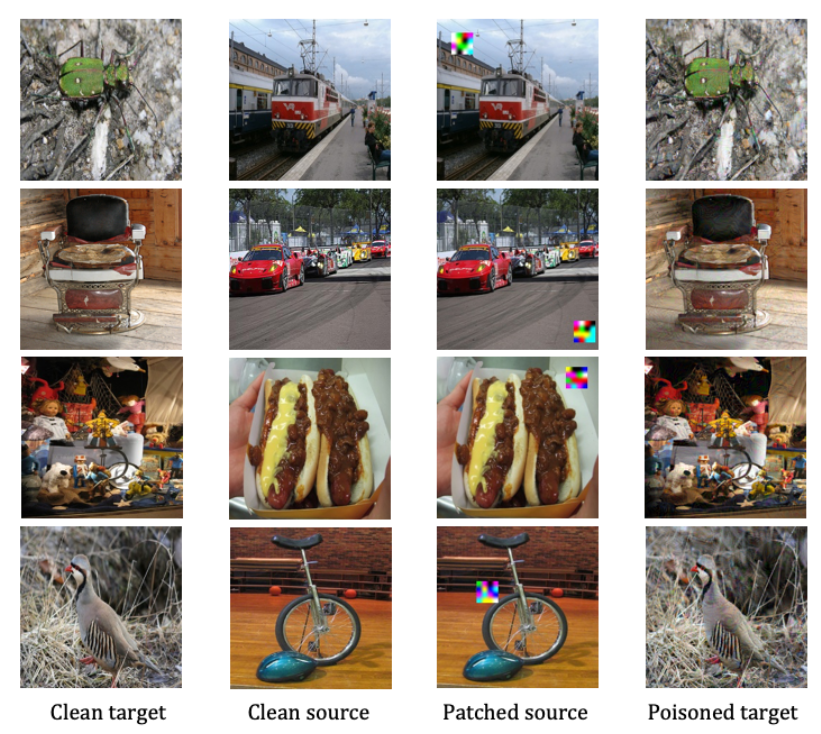 Clean target
Clean source
Patched source
Poisoned target